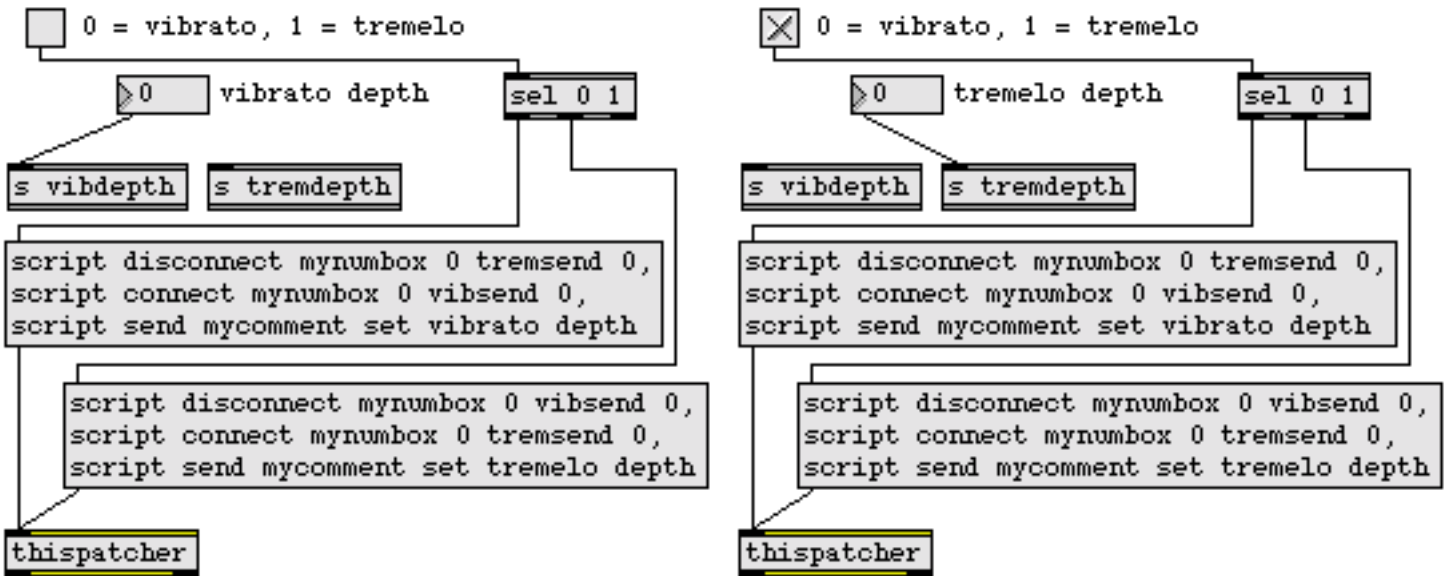 0 = vibrato, 1 = tremelo
0 vibrato depth
sel 0 1
s vibdepth
s tremdepth
script disconnect mynumbox 0 tremsend 0,
script connect mynumbox 0 vibsend 0,
script send mycomment set vibrato depth
script disconnect mynumbox 0 vibsend 0,
script connect mynumbox 0 tremsend 0,
script send mycomment set tremelo depth
thispatcher
0 = vibrato, 1 = tremelo
0 tremelo depth
sel 0 1
s vibdepth
s tremdepth
script disconnect mynumbox 0 tremsend 0,
script connect mynumbox 0 vibsend 0,
script send mycomment set vibrato depth
script disconnect mynumbox 0 vibsend 0,
script connect mynumbox 0 tremsend 0,
script send mycomment set tremelo depth
thispatcher